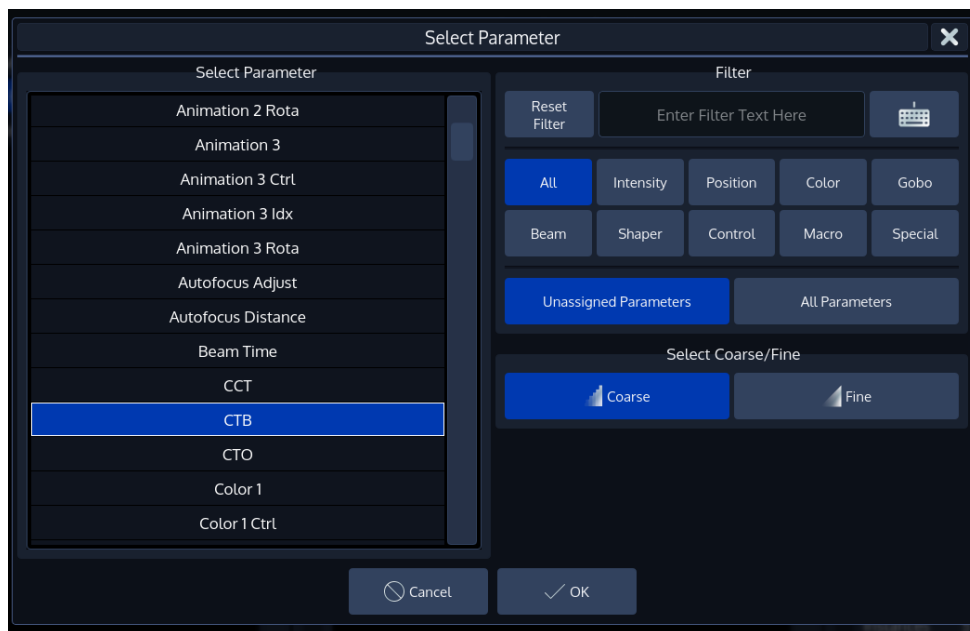 Select Parameter
Select Parameter
Animation 2 Rota
Animation 3
Animation 3 Ctrl
Animation 3 Idx
Animation 3 Rota
Autofocus Adjust
Autofocus Distance
Beam Time
CCT
CTB
CTO
Color 1
Color 1 Ctrl
Filter
Reset
Filter
Enter Filter Text Here
All
Intensity
Position
Color
Gobo
Beam
Shaper
Control
Macro
Special
Unassigned Parameters
All Parameters
Select Coarse/Fine
Coarse
Fine
Cancel
OK